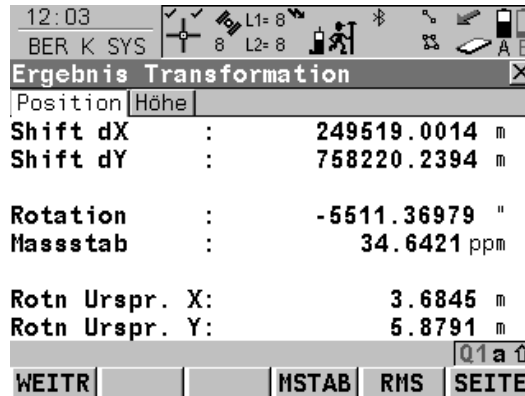 12:03
BER K SYS
8
L1= 8
L2= 8
A
Ergebnis Transformation
Position Höhe
Shift dX : 249519.0014 m
Shift dY : 758220.2394 m
Rotation : -5511.36979 "
Massstab : 34.6421 ppm
Rotn Urspr. X: 3.6845 m
Rotn Urspr. Y: 5.8791 m
Q1 a
WEITR MSTAB RMS SEITE